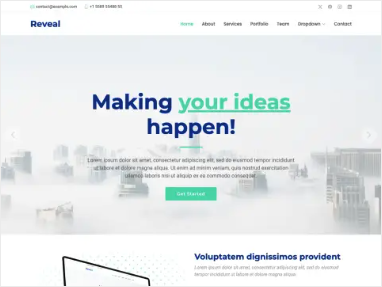 contact@example.com +1 5589 55488 55
Reveal
Home About Services Portfolio Team Dropdown Contact
Making your ideas
happen!
Lorem ipsum dolor sit amet, consectetur adipiscing elit, sed do eiusmod tempor incididunt
ut labore et dolore magna aliqua. Ut enim ad minim veniam, quis nostrud exercitation
ullamco laboris nisi ut aliquip ex ea commodo consequat.
Get Started
Voluptatem dignissimos provident
Lorem ipsum dolor sit amet, consectetur adipiscing elit, sed do eiusmod tempor incididunt
ut labore et dolore magna aliqua.